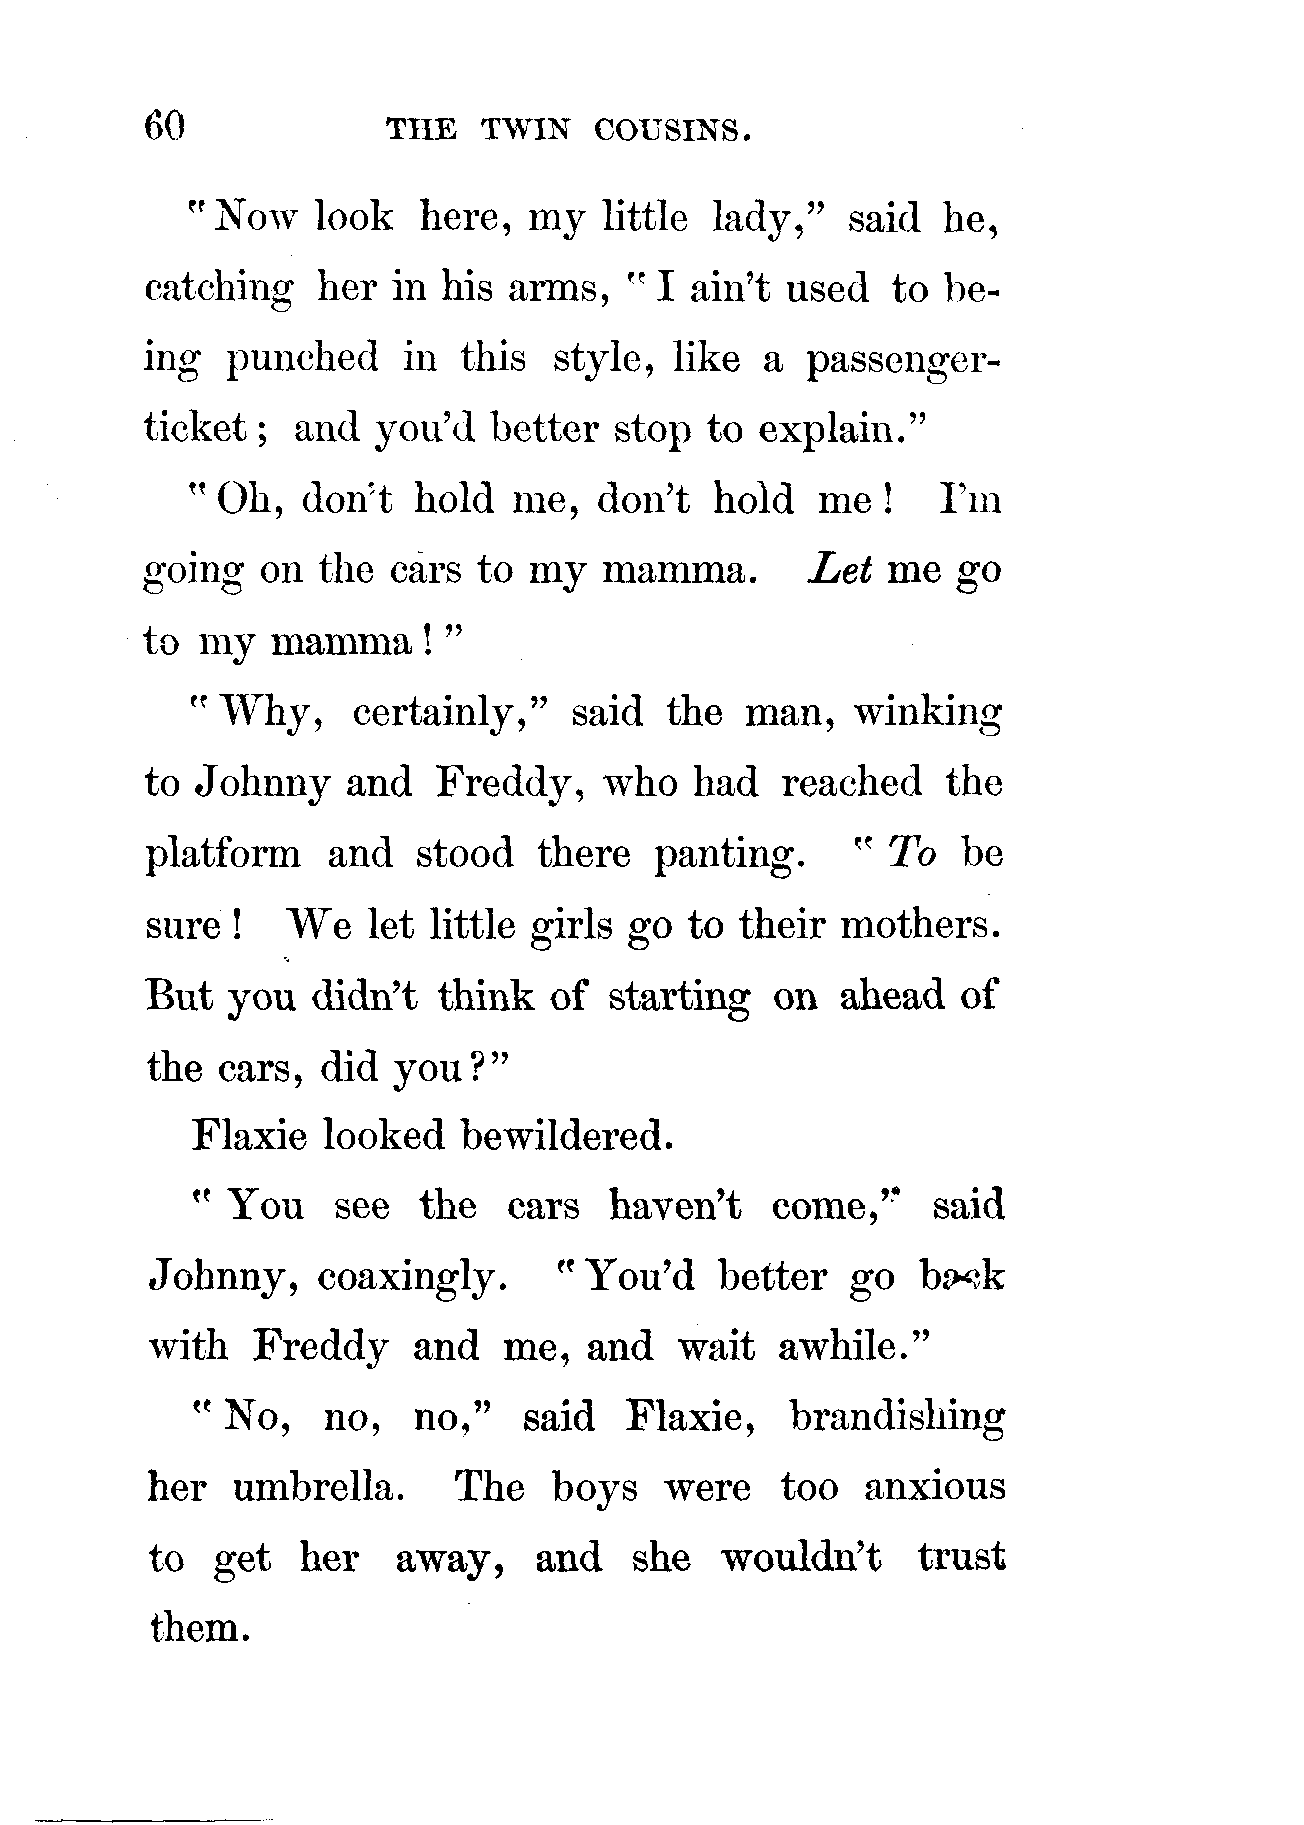 60 THE TWIN COUSINS.
"Now look here, my little lady," said he,
catching her in his arms, "I ain't used to be-
ing punched in this style, like a passenger-
ticket; and you'd better stop to explain."
"Oh, don't hold me, don't hold me! I'm
going on the cars to my mamma. Let me go
to my mamma!"
"Why, certainly," said the man, winking
to Johnny and Freddy, who had reached the
platform and stood there panting. "To be
sure! We let little girls go to their mothers.
But you didn't think of starting on ahead of
the cars, did you?"
Flaxie looked bewildered.
"You see the cars haven't come," said
Johnny, coaxingly. "You'd better go back
with Freddy and me, and wait awhile."
"No, no, no," said Flaxie, brandishing
her umbrella. The boys were too anxious
to get her away, and she wouldn't trust
them.